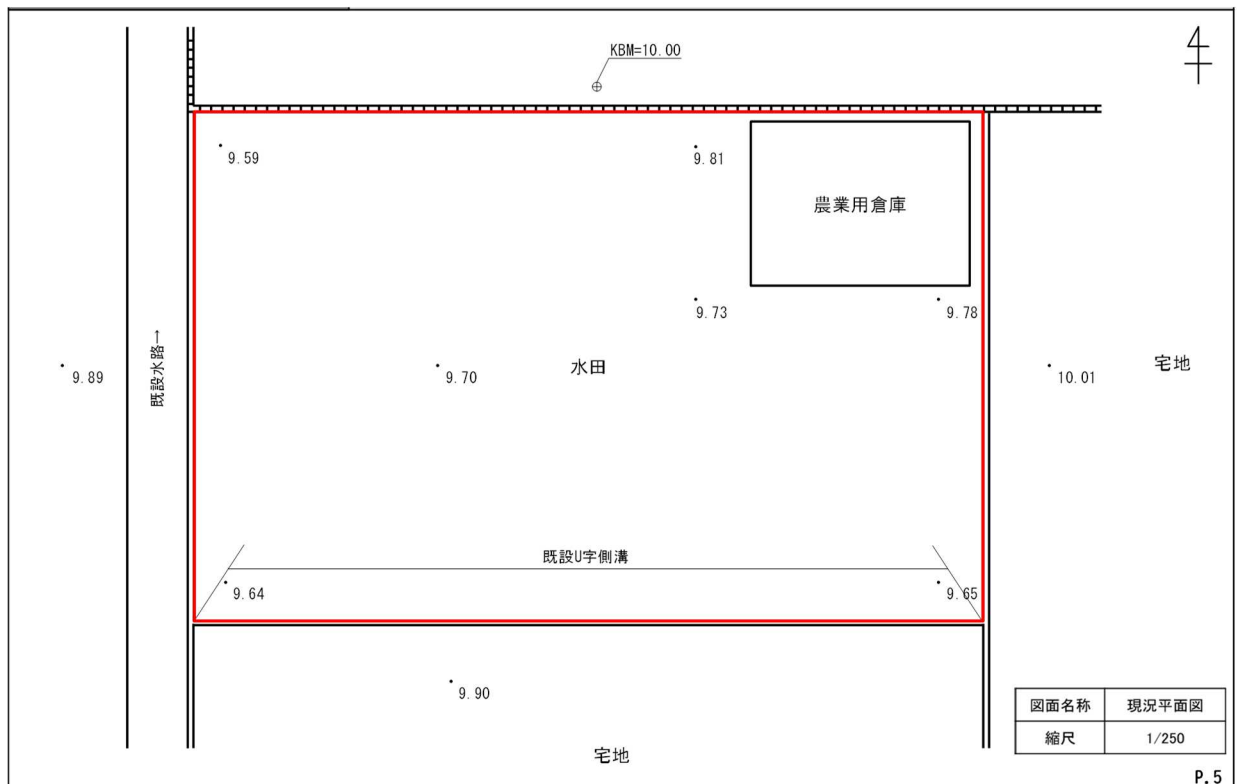 KBM=10.00
9.59
9.81
農業用倉庫
9.73
9.78
既設水路→
9.89
9.70
水田
10.01
宅地
既設U字側溝
9.64
9.65
9.90
宅地
図面名称 現況平面図
縮尺 1/250
P.5